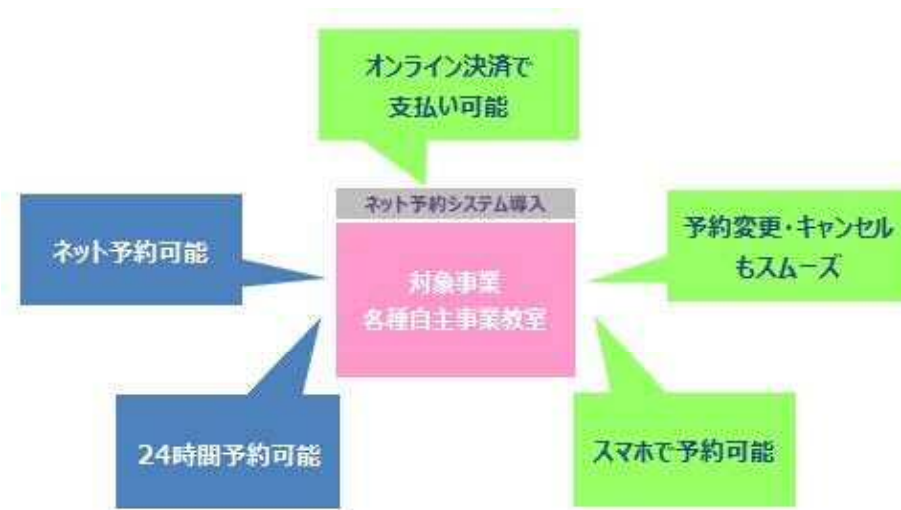 オンライン決済で
支払い可能
ネット予約システム導入
ネット予約可能
対象事業
各種自主事業教室
予約変更・キャンセル
もスムーズ
24時間予約可能
スマホで予約可能